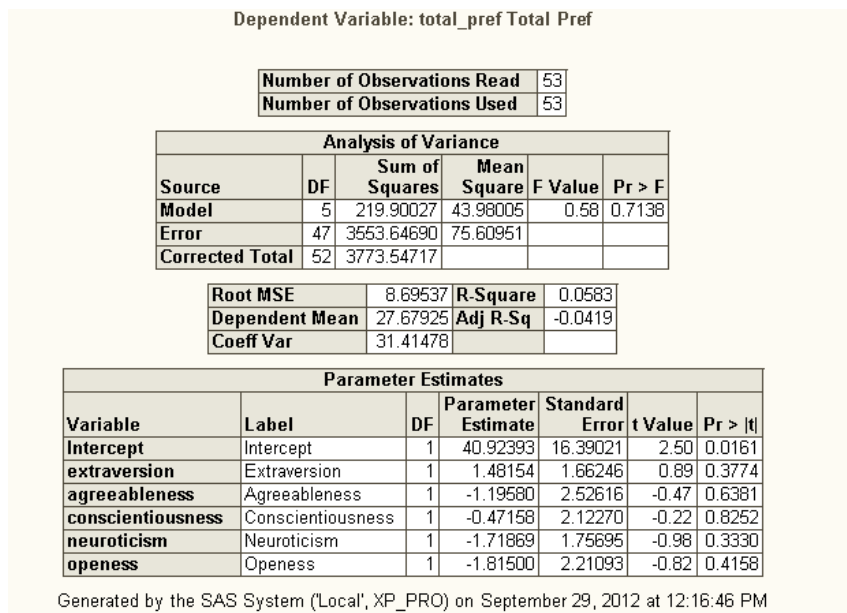 Dependent Variable: total_pref Total Pref
Number of Observations Read 53
Number of Observations Used 53
Analysis of Variance
Source DF Sum of Squares Mean Square F Value Pr > F
Model 5 219.90027 43.98005 0.58 0.7138
Error 47 3553.64690 75.60951
Corrected Total 52 3773.54717
Root MSE 8.69537 R-Square 0.0583
Dependent Mean 27.67925 Adj R-Sq -0.0419
Coeff Var 31.41478
Parameter Estimates
Variable Label DF Parameter Estimate Standard Error t Value Pr > |t|
Intercept Intercept 1 40.92393 16.39021 2.50 0.0161
extraversion Extraversion 1 1.48154 1.66246 0.89 0.3774
agreeableness Agreeableness 1 -1.19580 2.52616 -0.47 0.6381
conscientiousness Conscientiousness 1 -0.47158 2.12270 -0.22 0.8252
neuroticism Neuroticism 1 -1.71869 1.75695 -0.98 0.3330
openess Openess 1 -1.81500 2.21093 -0.82 0.4158
Generated by the SAS System ('Local', XP_PRO) on September 29, 2012 at 12:16:46 PM